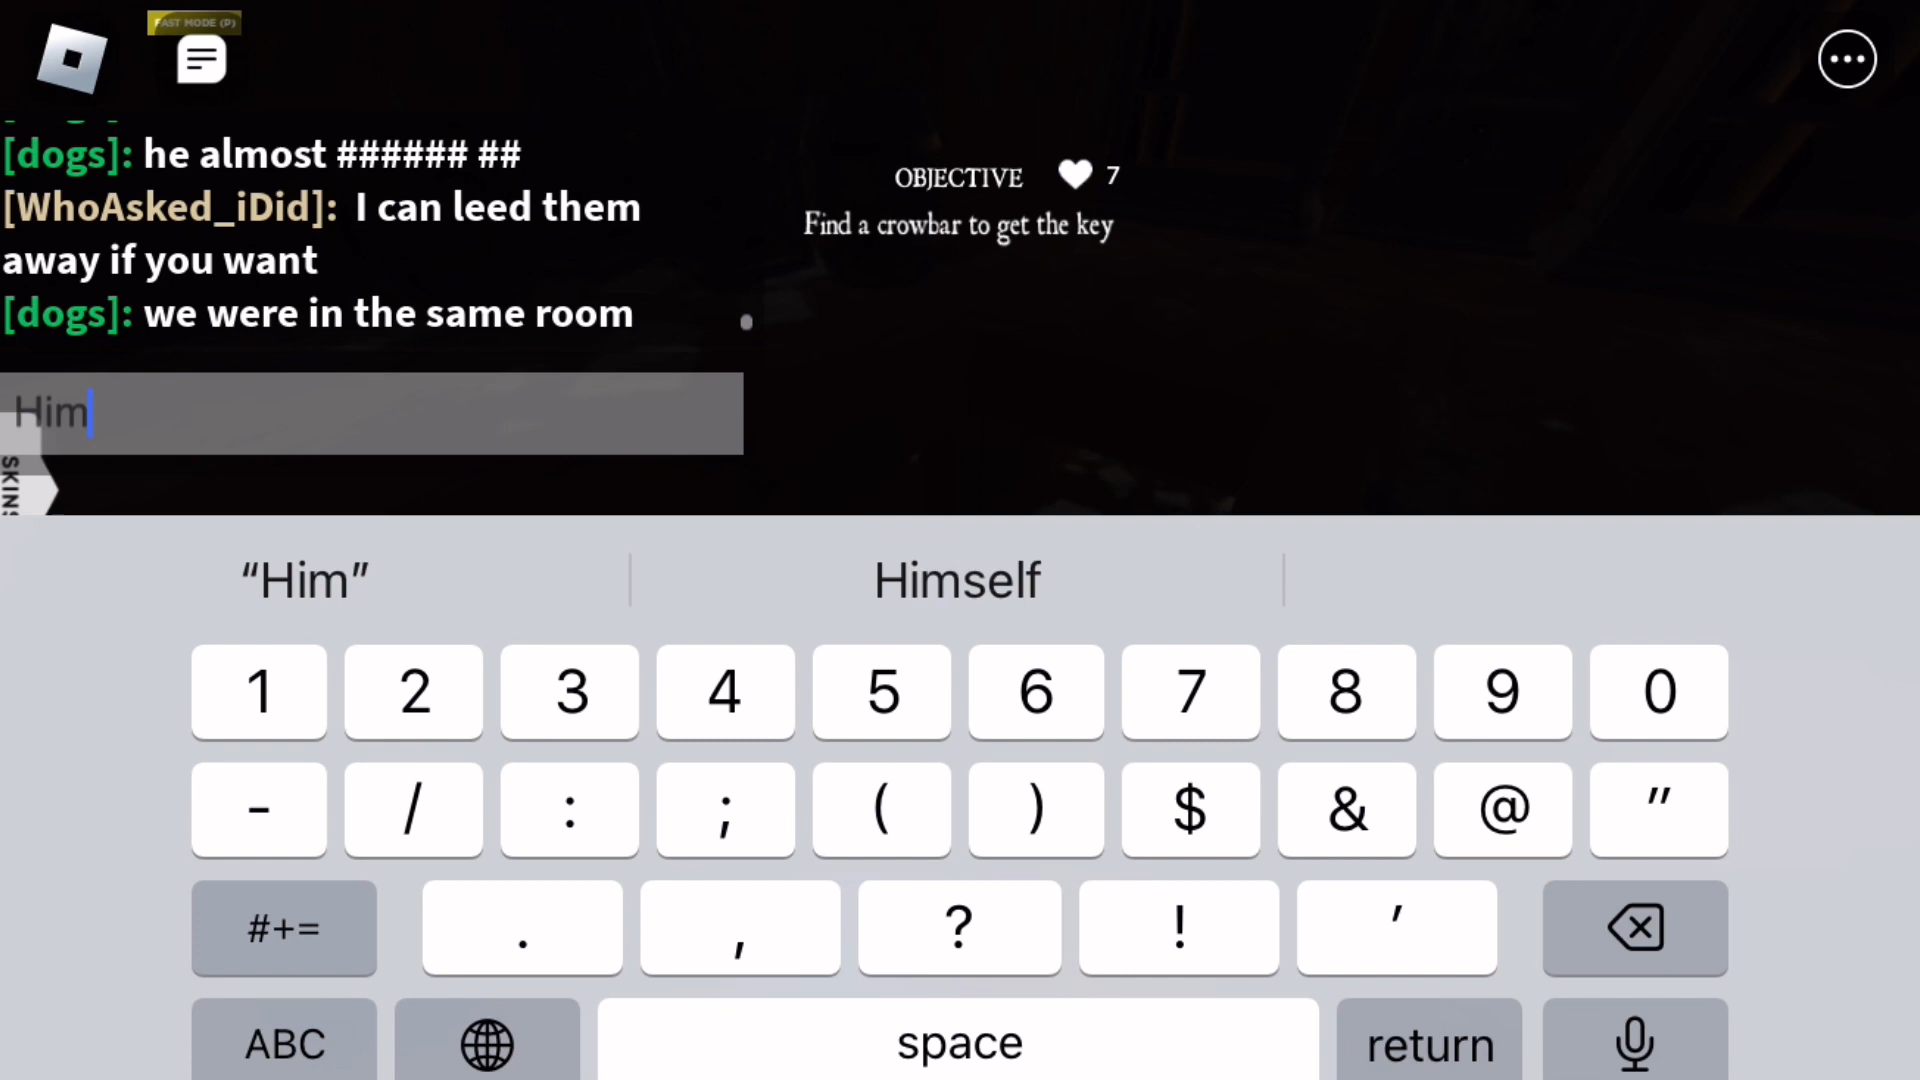 FAST MODE (P)
[dogs]: he almost ###### ##
[WhoAsked_iDid]: I can leed them
away if you want
[dogs]: we were in the same room
OBJECTIVE 7
Find a crowbar to get the key
Him
SKINS
“Him” Himself
1 2 3 4 5 6 7 8 9 0
- / : ; ( ) $ & @ "
#+= . , ? ! '
ABC space return